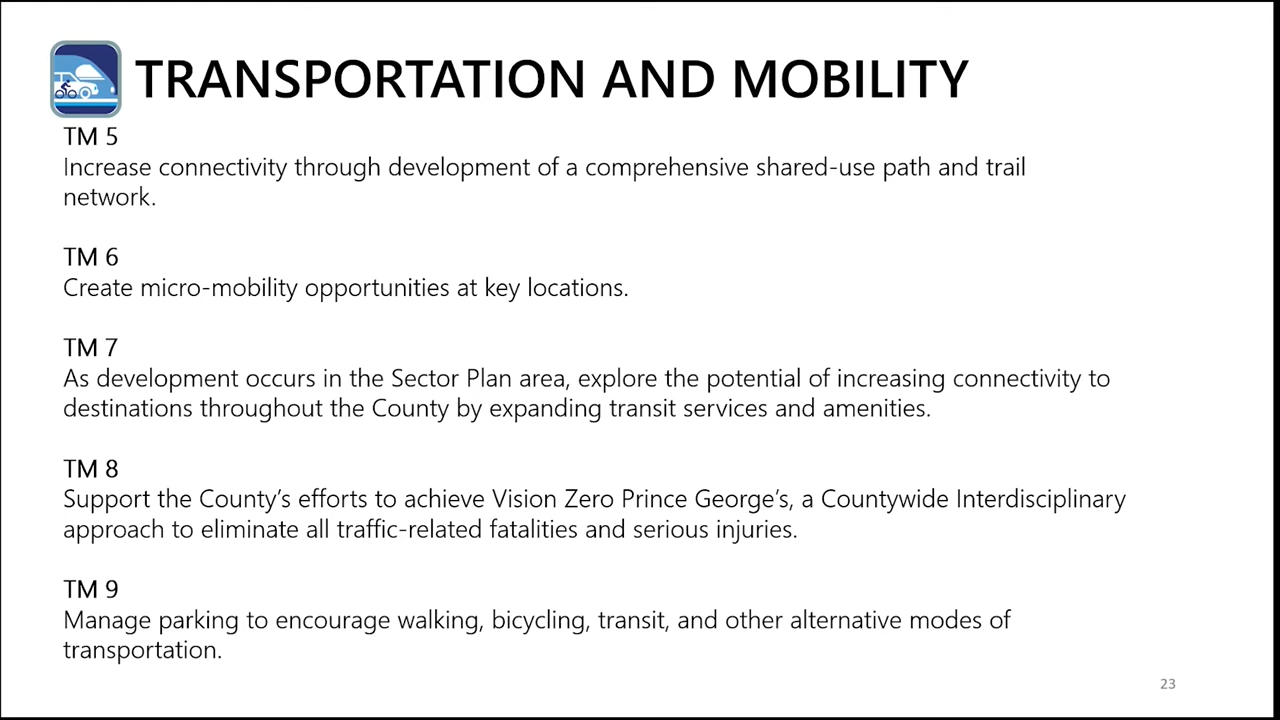 TRANSPORTATION AND MOBILITY
TM 5
Increase connectivity through development of a comprehensive shared-use path and trail
network.
TM 6
Create micro-mobility opportunities at key locations.
TM 7
As development occurs in the Sector Plan area, explore the potential of increasing connectivity to
destinations throughout the County by expanding transit services and amenities.
TM 8
Support the County’s efforts to achieve Vision Zero Prince George’s, a Countywide Interdisciplinary
approach to eliminate all traffic-related fatalities and serious injuries.
TM 9
Manage parking to encourage walking, bicycling, transit, and other alternative modes of
transportation.
23